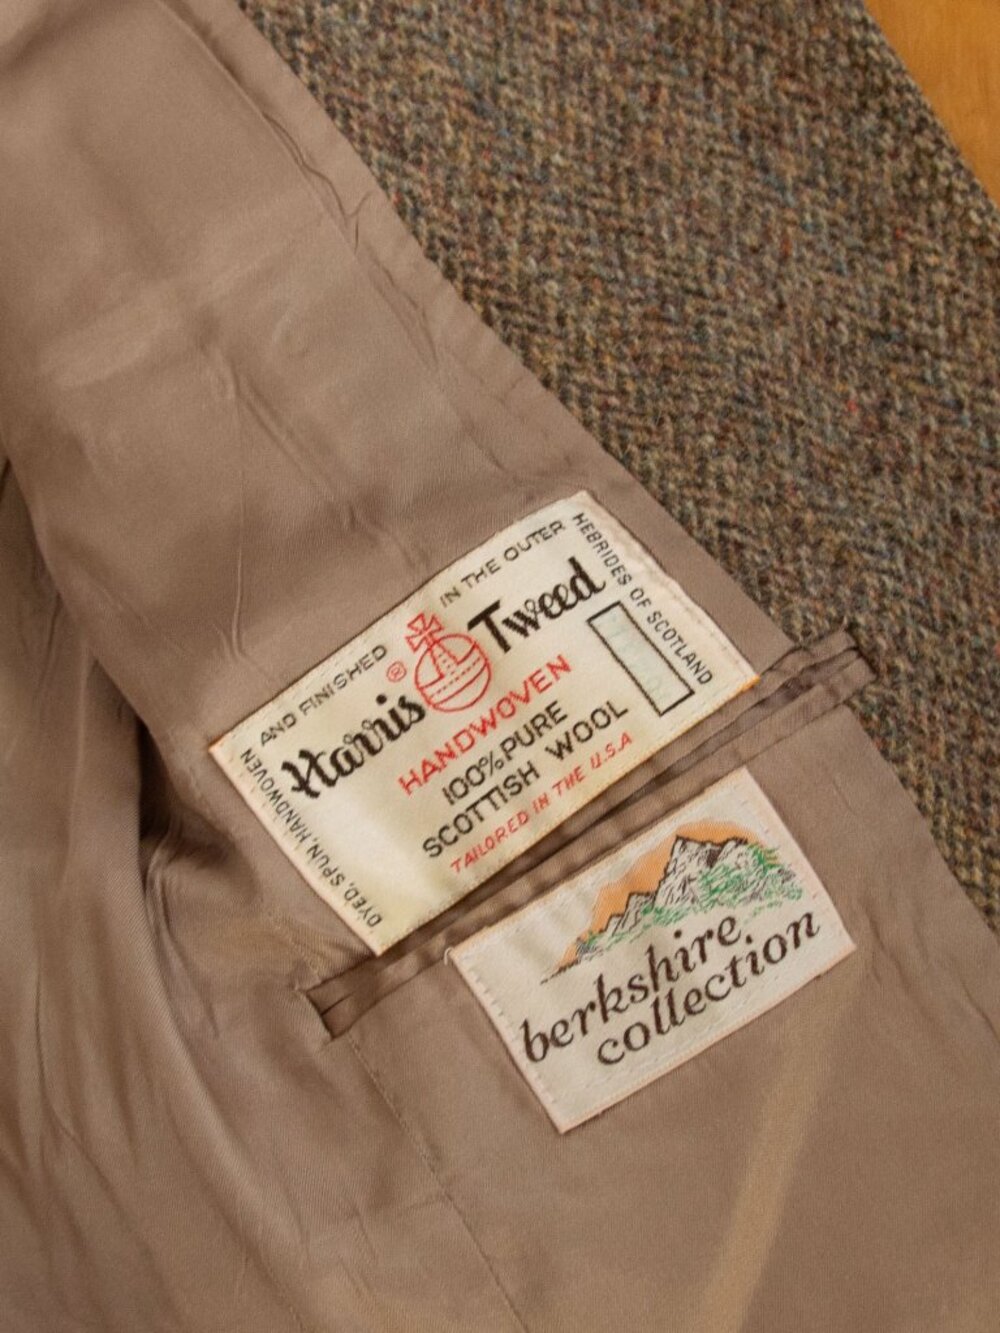 DYED, SPUN, HANDWOVEN
AND FINISHED
IN THE OUTER
HEBRIDES OF SCOTLAND
Harris ® Tweed
HANDWOVEN
100% PURE
SCOTTISH WOOL
TAILORED IN THE U.S.A
berkshire
collection